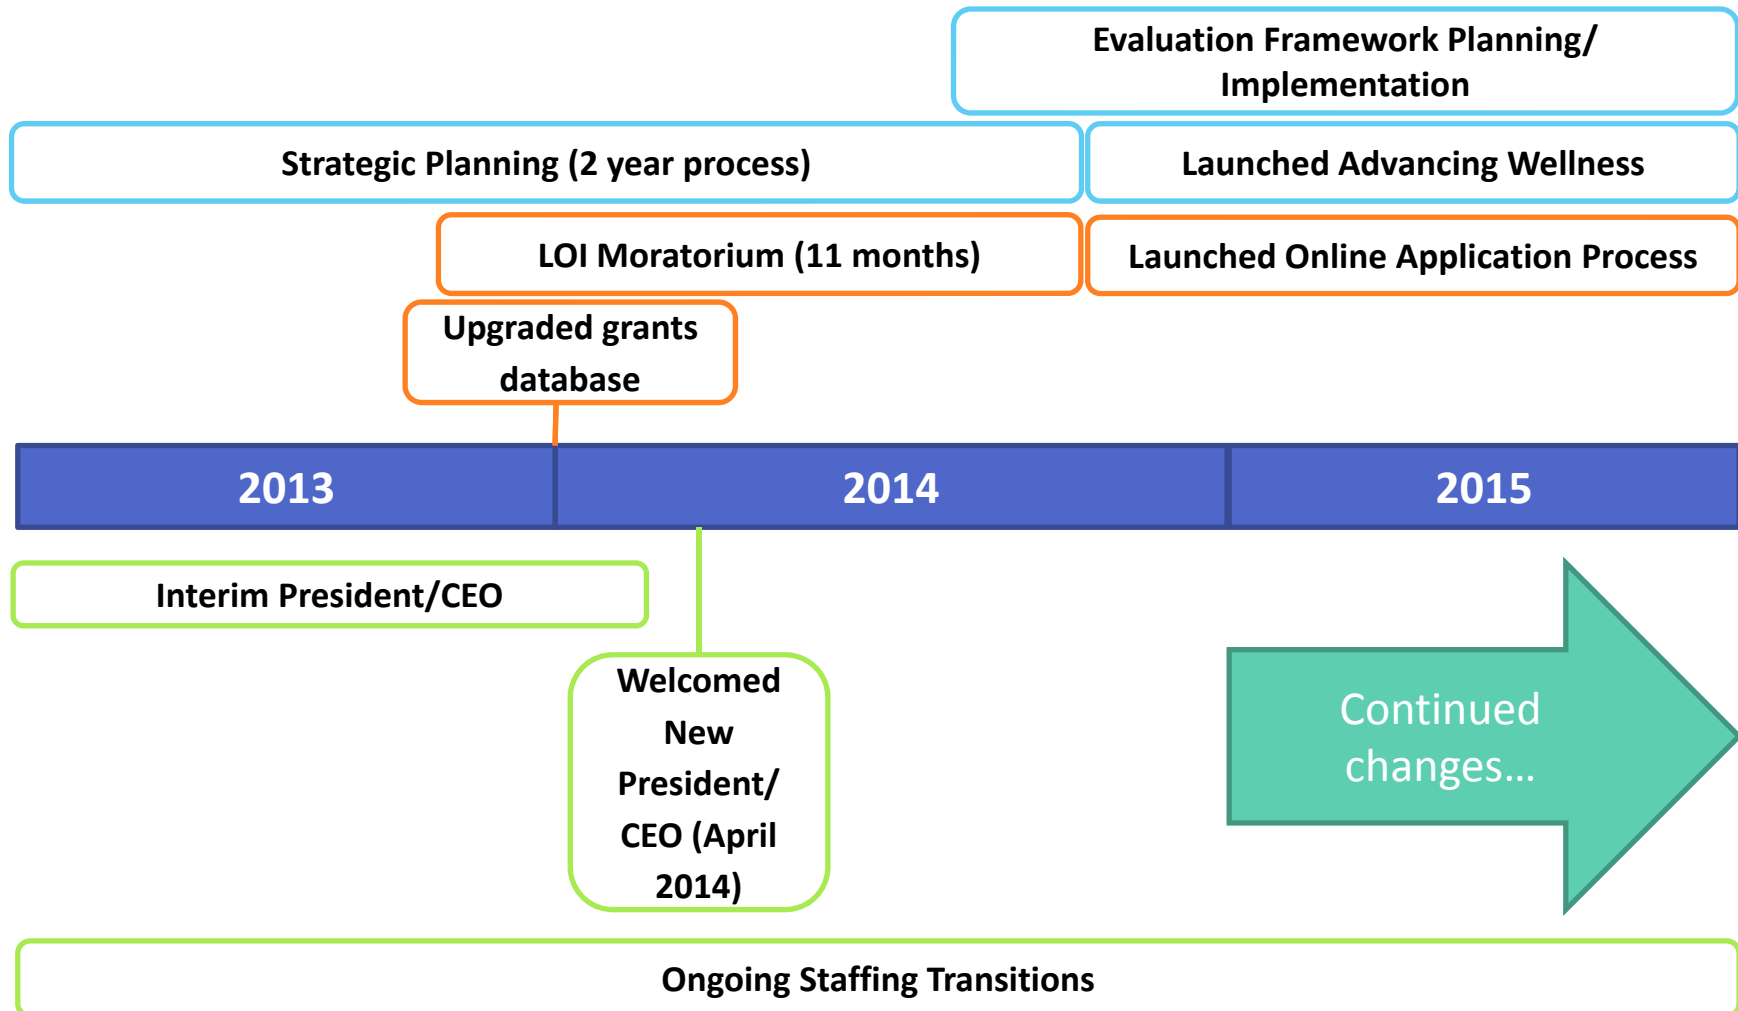 Evaluation Framework Planning/
Implementation
Strategic Planning (2 year process)
Launched Advancing Wellness
LOI Moratorium (11 months)
Launched Online Application Process
Upgraded grants
database
2013
2014
2015
Interim President/CEO
Welcomed
New
President/
CEO (April
2014)
Continued
changes…
Ongoing Staffing Transitions